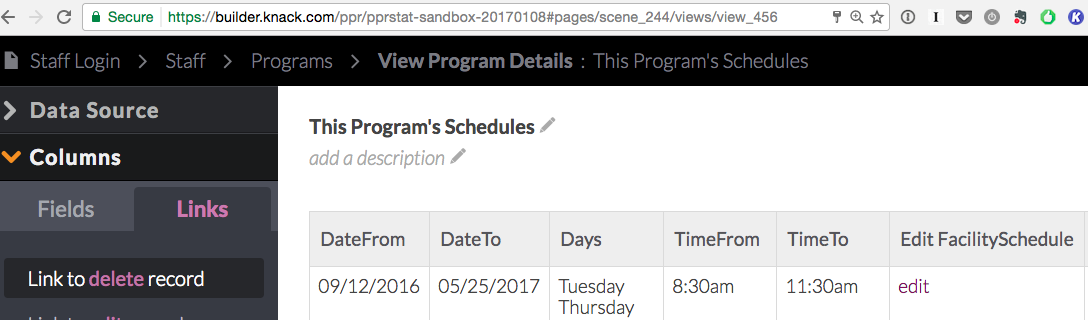 Secure https://builder.knack.com/ppr/pprstat-sandbox-20170108#pages/scene_244/views/view_456
Staff Login > Staff > Programs > View Program Details : This Program's Schedules
Data Source
Columns
Fields Links
Link to delete record
This Program's Schedules
add a description
DateFrom DateTo Days TimeFrom TimeTo Edit FacilitySchedule
09/12/2016 05/25/2017 Tuesday 8:30am 11:30am edit
Thursday